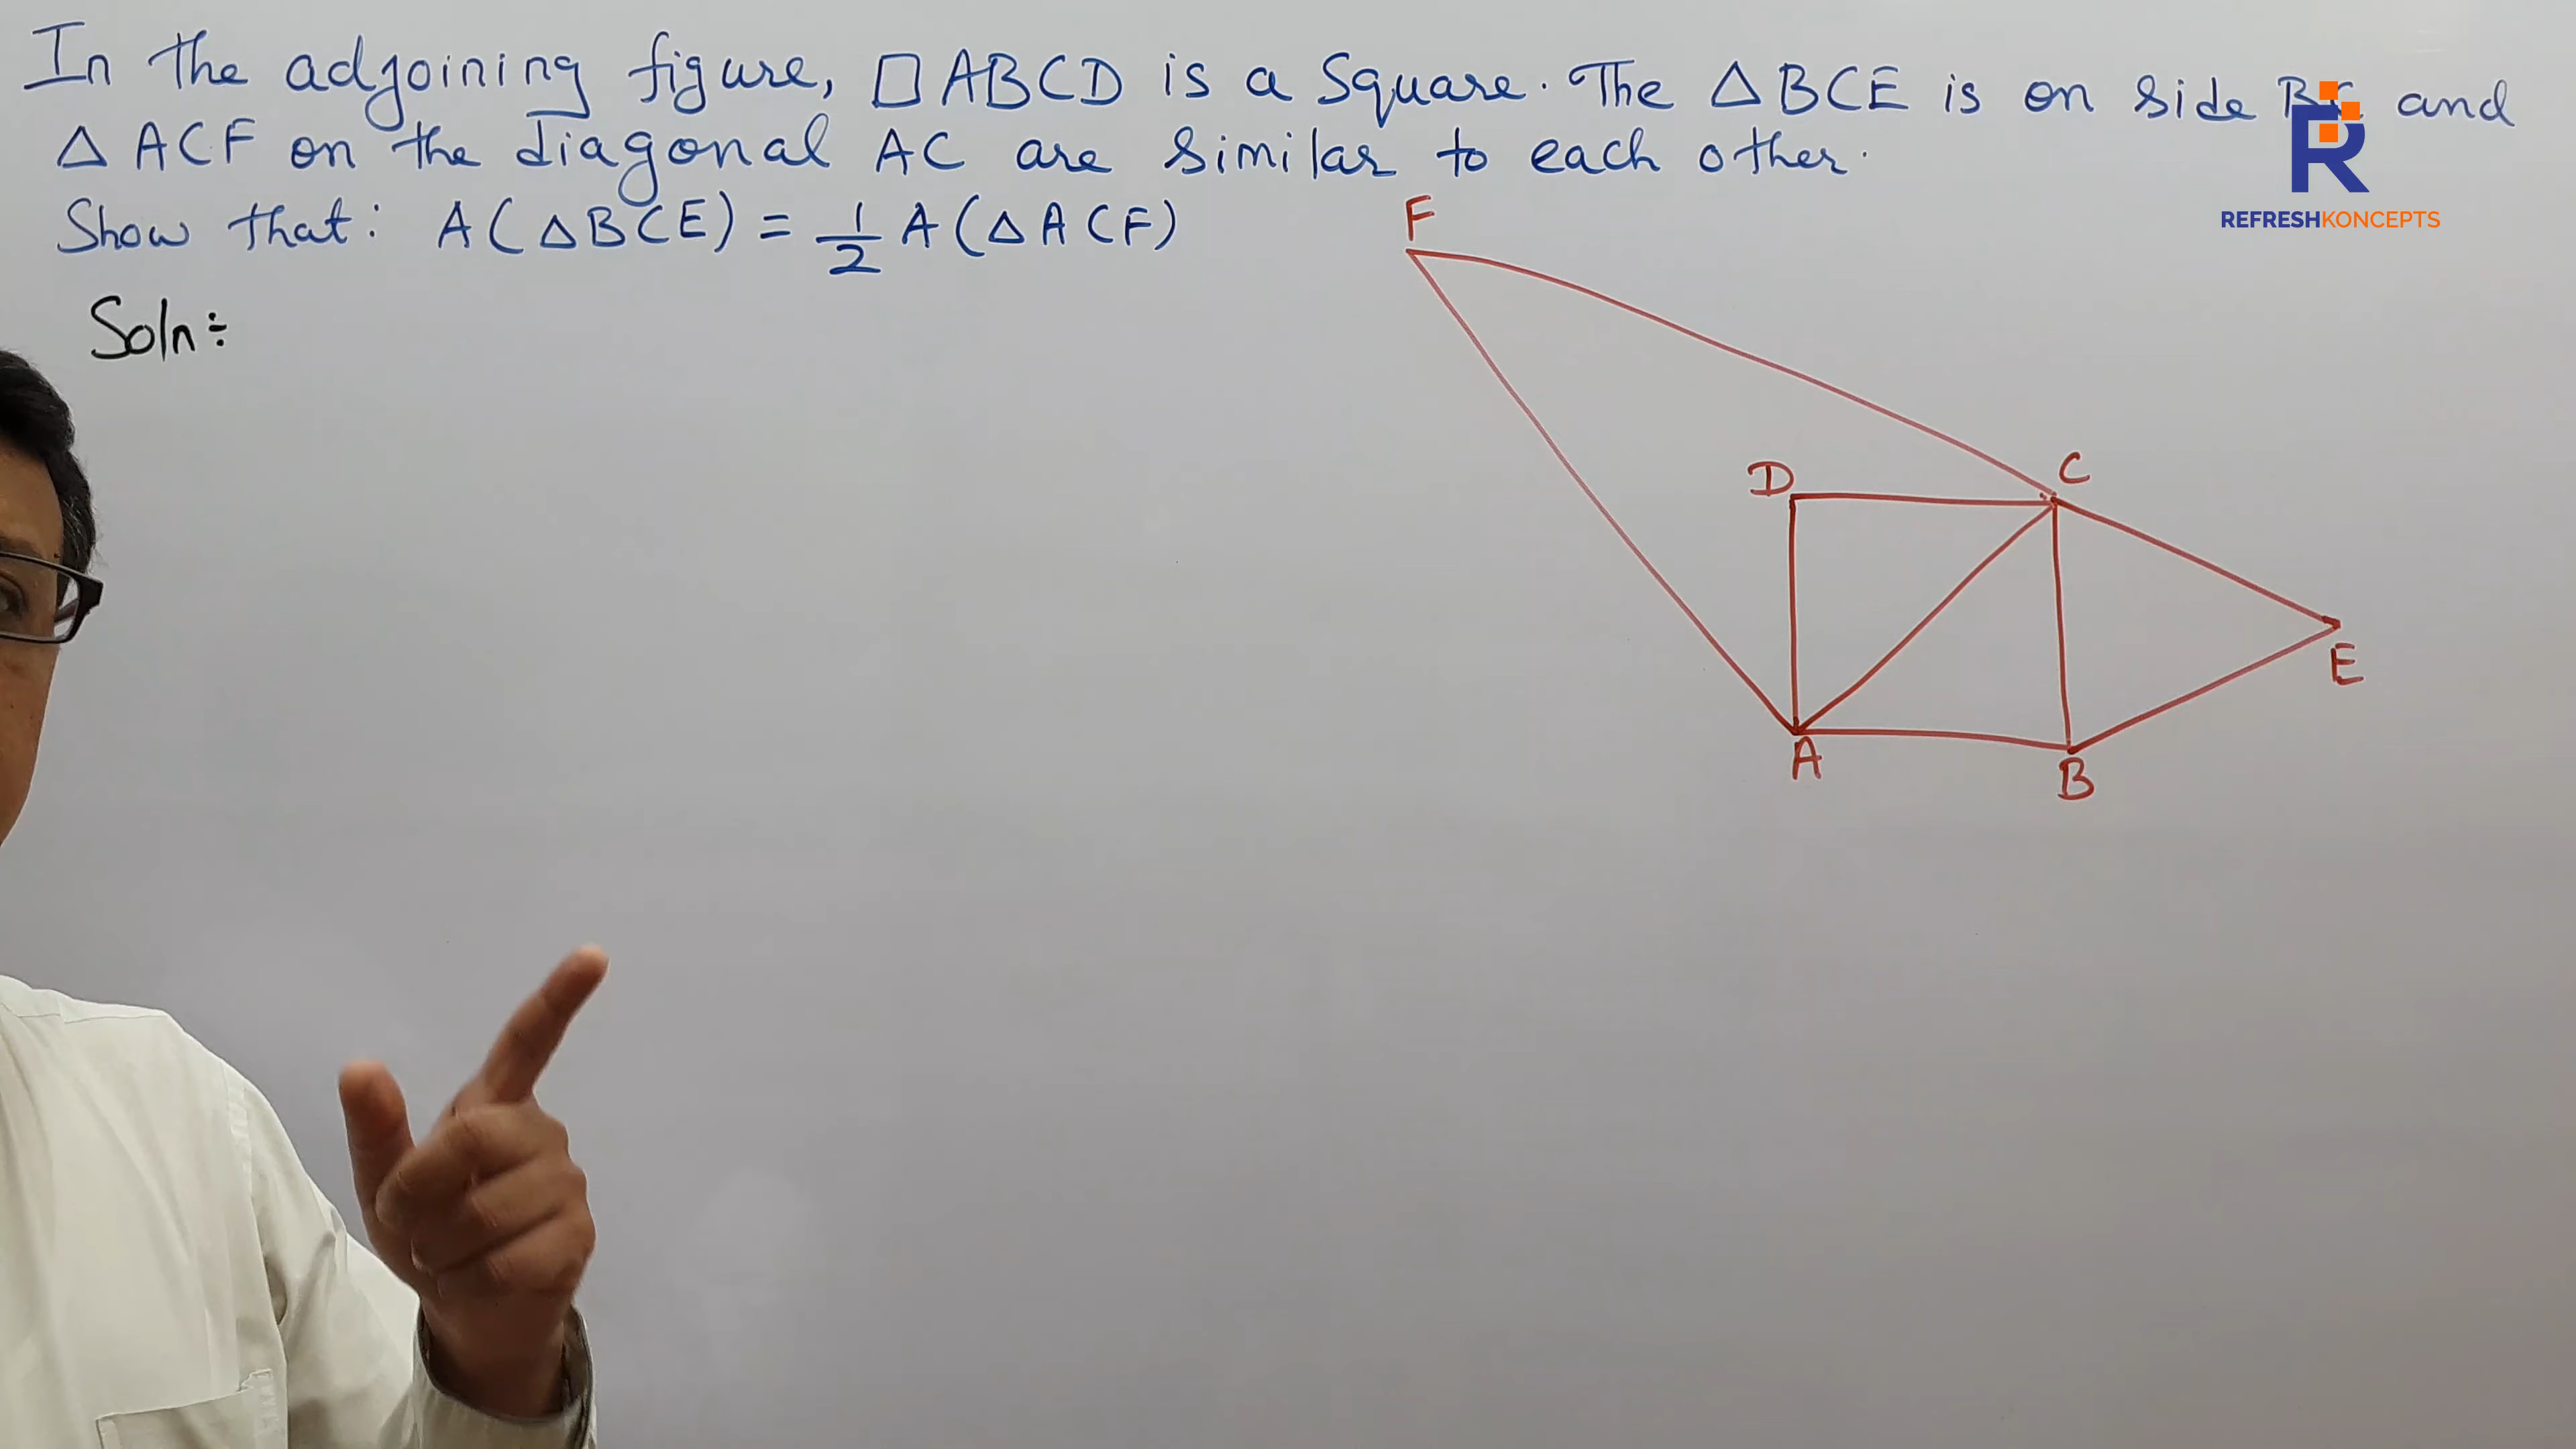 In the adjoining figure, □ ABCD is a Square. The △ BCE is on side BC and
△ ACF on the diagonal AC are similar to each other.
Show that: A(△BCE) = 1/2 A(△ACF)
Soln÷
REFRESHKONCEPTS
F
D
C
E
A
B